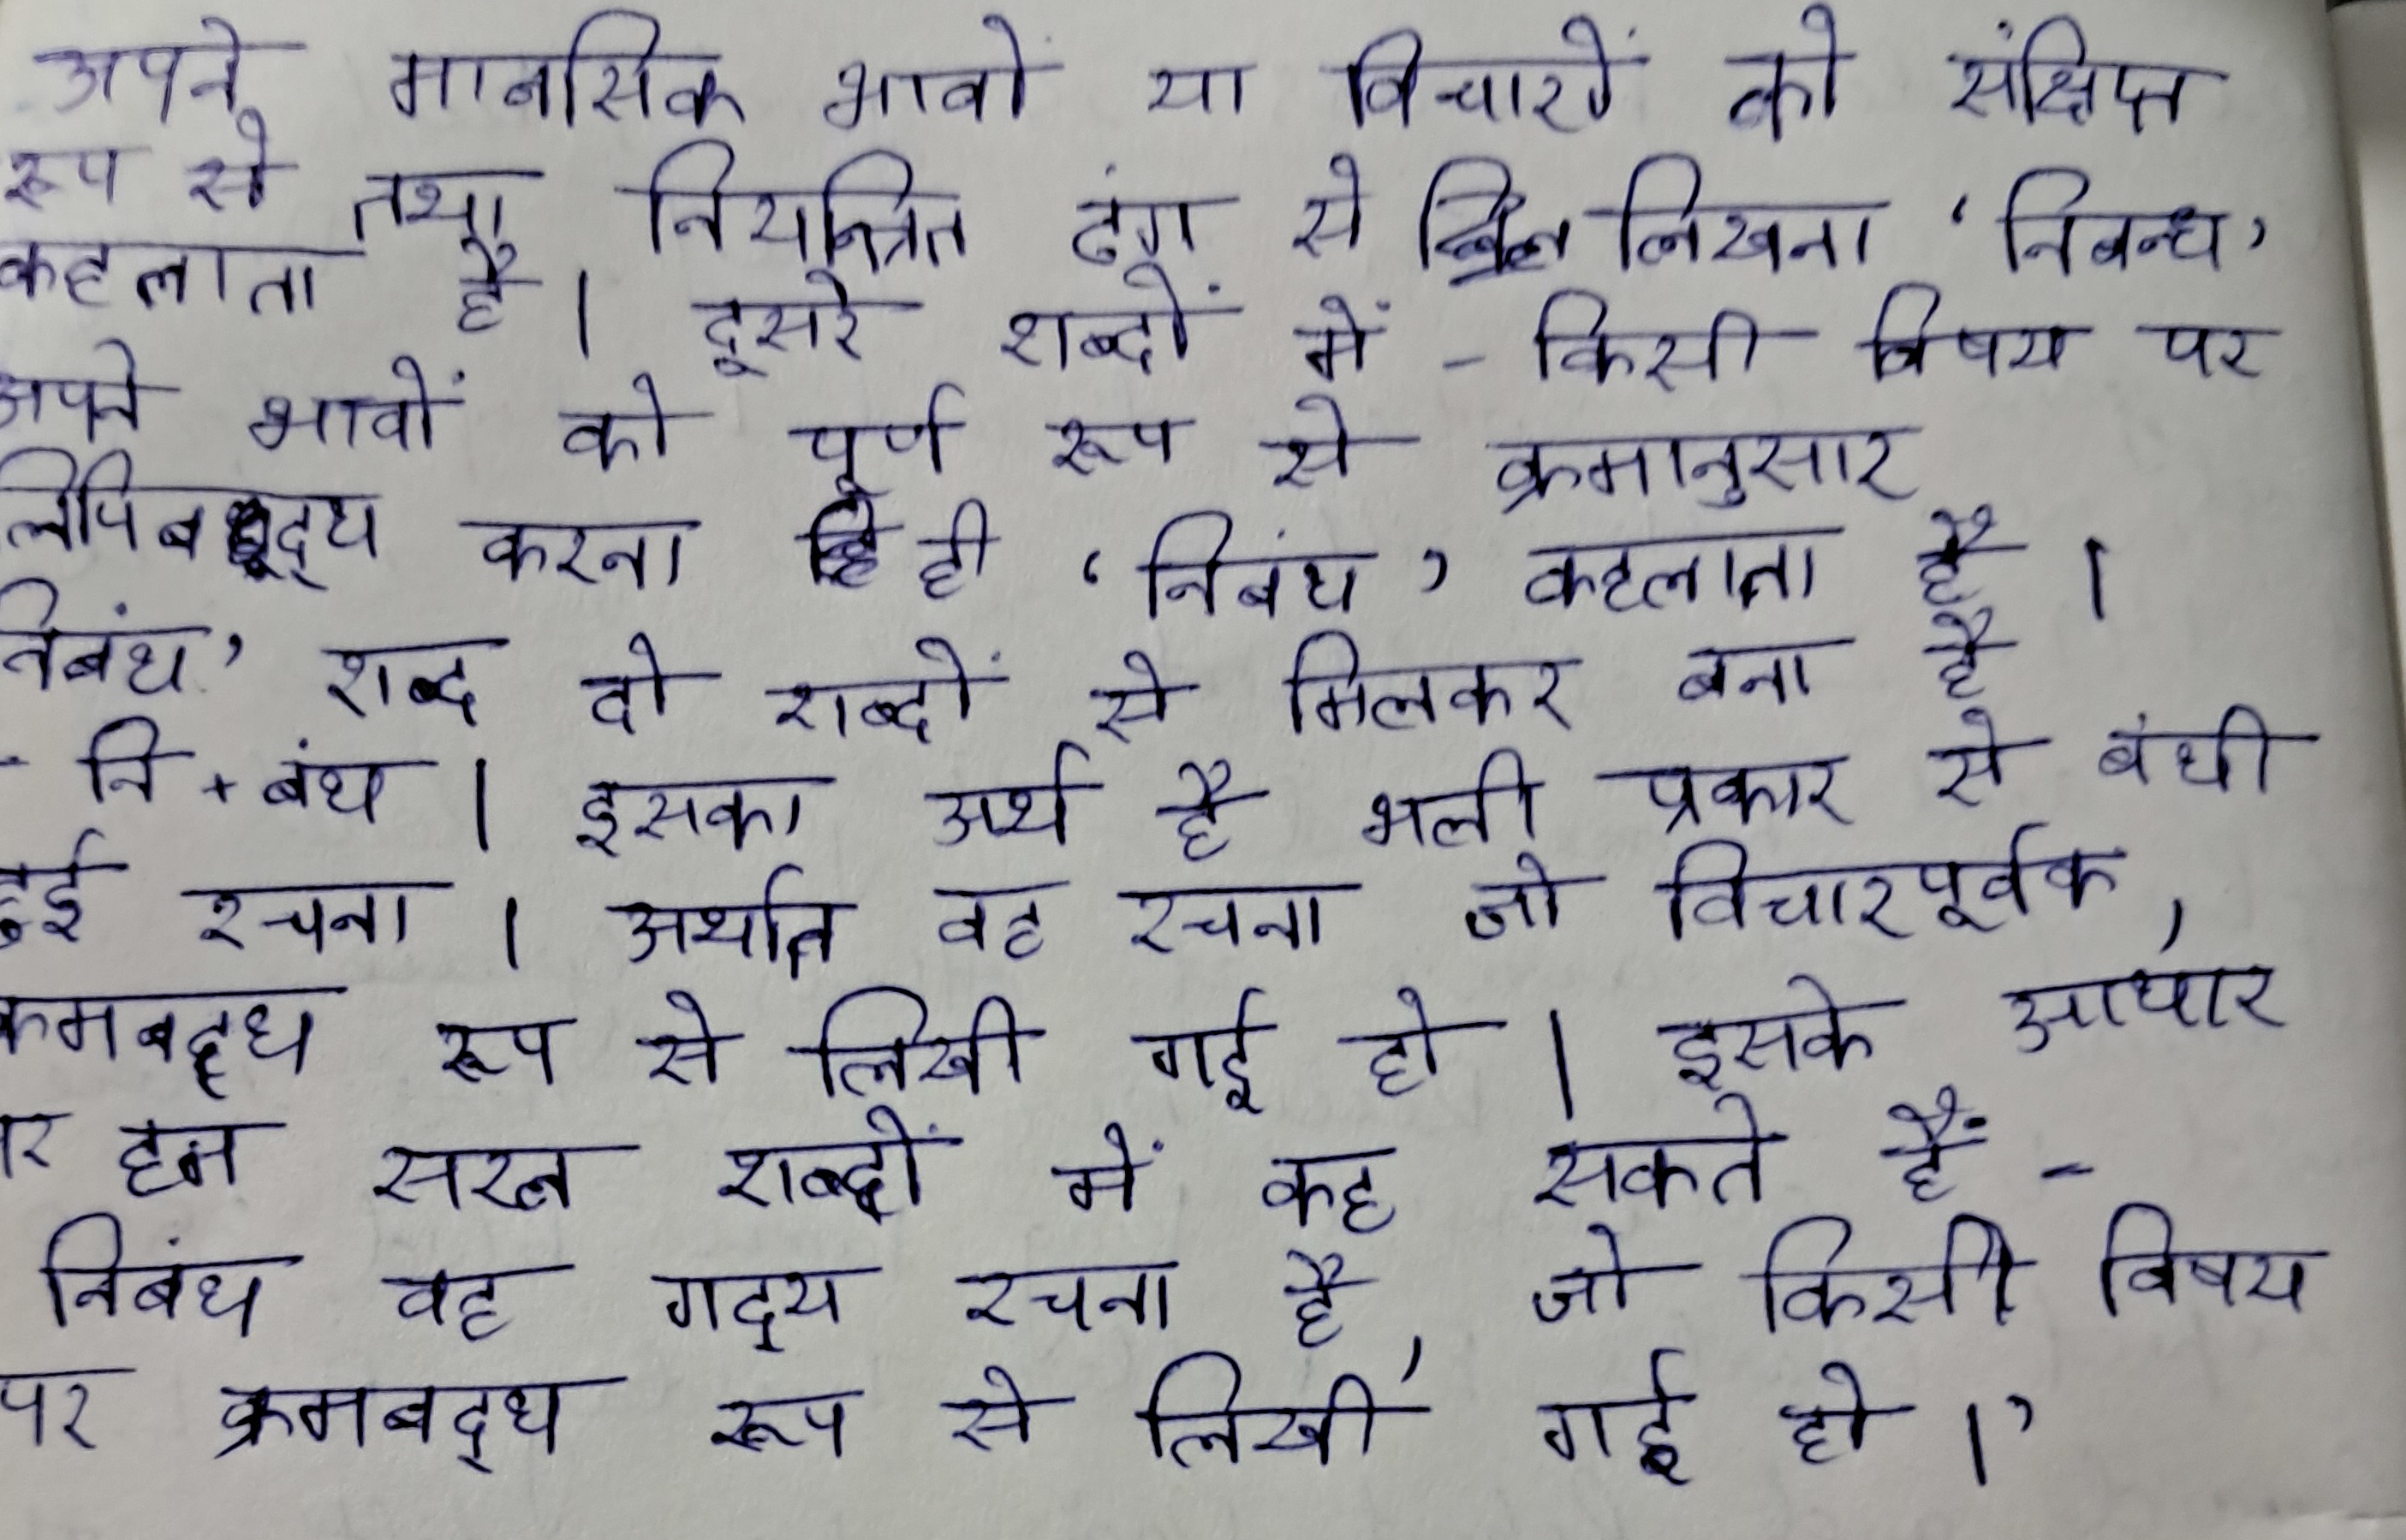 अपने मानसिक भावों या विचारों को संक्षिप्त
रूप से तथा नियन्त्रित ढंग से लिखना ‘निबन्ध’
कहलाता है । दूसरे शब्दों में - किसी विषय पर
अपने भावों को पूर्ण रूप से क्रमानुसार
लिपिबद्ध करना ही ‘निबंध’ कहलाता है ।
निबंध’ शब्द दो शब्दों से मिलकर बना है
- नि + बंध । इसका अर्थ है भली प्रकार से बंधी
हुई रचना । अर्थात वह रचना जो विचारपूर्वक,
क्रमबद्ध रूप से लिखी गई हो । इसके आधार
पर हम सरल शब्दों में कह सकते हैं -
निबंध वह गद्य रचना है, जो किसी विषय
पर क्रमबद्ध रूप से लिखी गई हो ।’